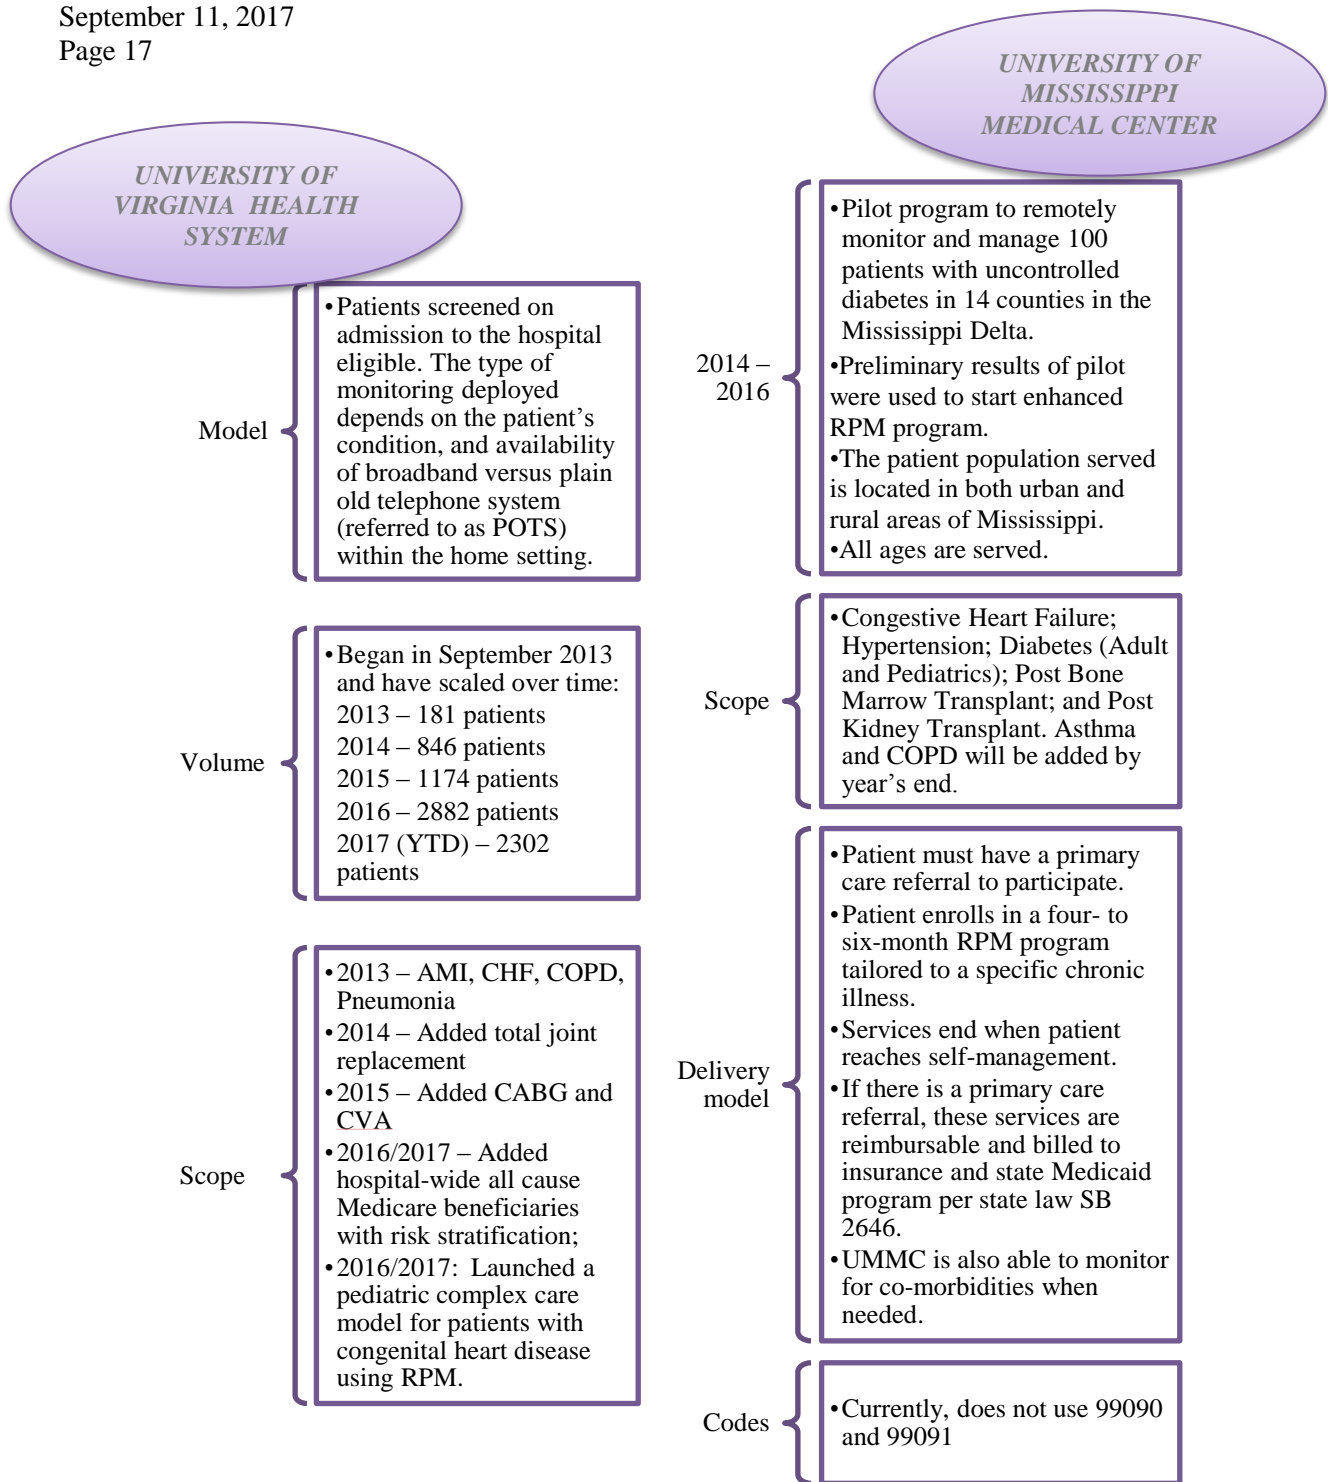 September 11, 2017
Page 17
UNIVERSITY OF
VIRGINIA HEALTH
SYSTEM
Model
•Patients screened on
admission to the hospital
eligible. The type of
monitoring deployed
depends on the patient’s
condition, and availability
of broadband versus plain
old telephone system
(referred to as POTS)
within the home setting.
Volume
•Began in September 2013
and have scaled over time:
2013 – 181 patients
2014 – 846 patients
2015 – 1174 patients
2016 – 2882 patients
2017 (YTD) – 2302
patients
Scope
•2013 – AMI, CHF, COPD,
Pneumonia
•2014 – Added total joint
replacement
•2015 – Added CABG and
CVA
•2016/2017 – Added
hospital-wide all cause
Medicare beneficiaries
with risk stratification;
•2016/2017: Launched a
pediatric complex care
model for patients with
congenital heart disease
using RPM.
UNIVERSITY OF
MISSISSIPPI
MEDICAL CENTER
2014 –
2016
•Pilot program to remotely
monitor and manage 100
patients with uncontrolled
diabetes in 14 counties in the
Mississippi Delta.
•Preliminary results of pilot
were used to start enhanced
RPM program.
•The patient population served
is located in both urban and
rural areas of Mississippi.
•All ages are served.
Scope
•Congestive Heart Failure;
Hypertension; Diabetes (Adult
and Pediatrics); Post Bone
Marrow Transplant; and Post
Kidney Transplant. Asthma
and COPD will be added by
year’s end.
Delivery
model
•Patient must have a primary
care referral to participate.
•Patient enrolls in a four- to
six-month RPM program
tailored to a specific chronic
illness.
•Services end when patient
reaches self-management.
•If there is a primary care
referral, these services are
reimbursable and billed to
insurance and state Medicaid
program per state law SB
2646.
•UMMC is also able to monitor
for co-morbidities when
needed.
Codes
•Currently, does not use 99090
and 99091